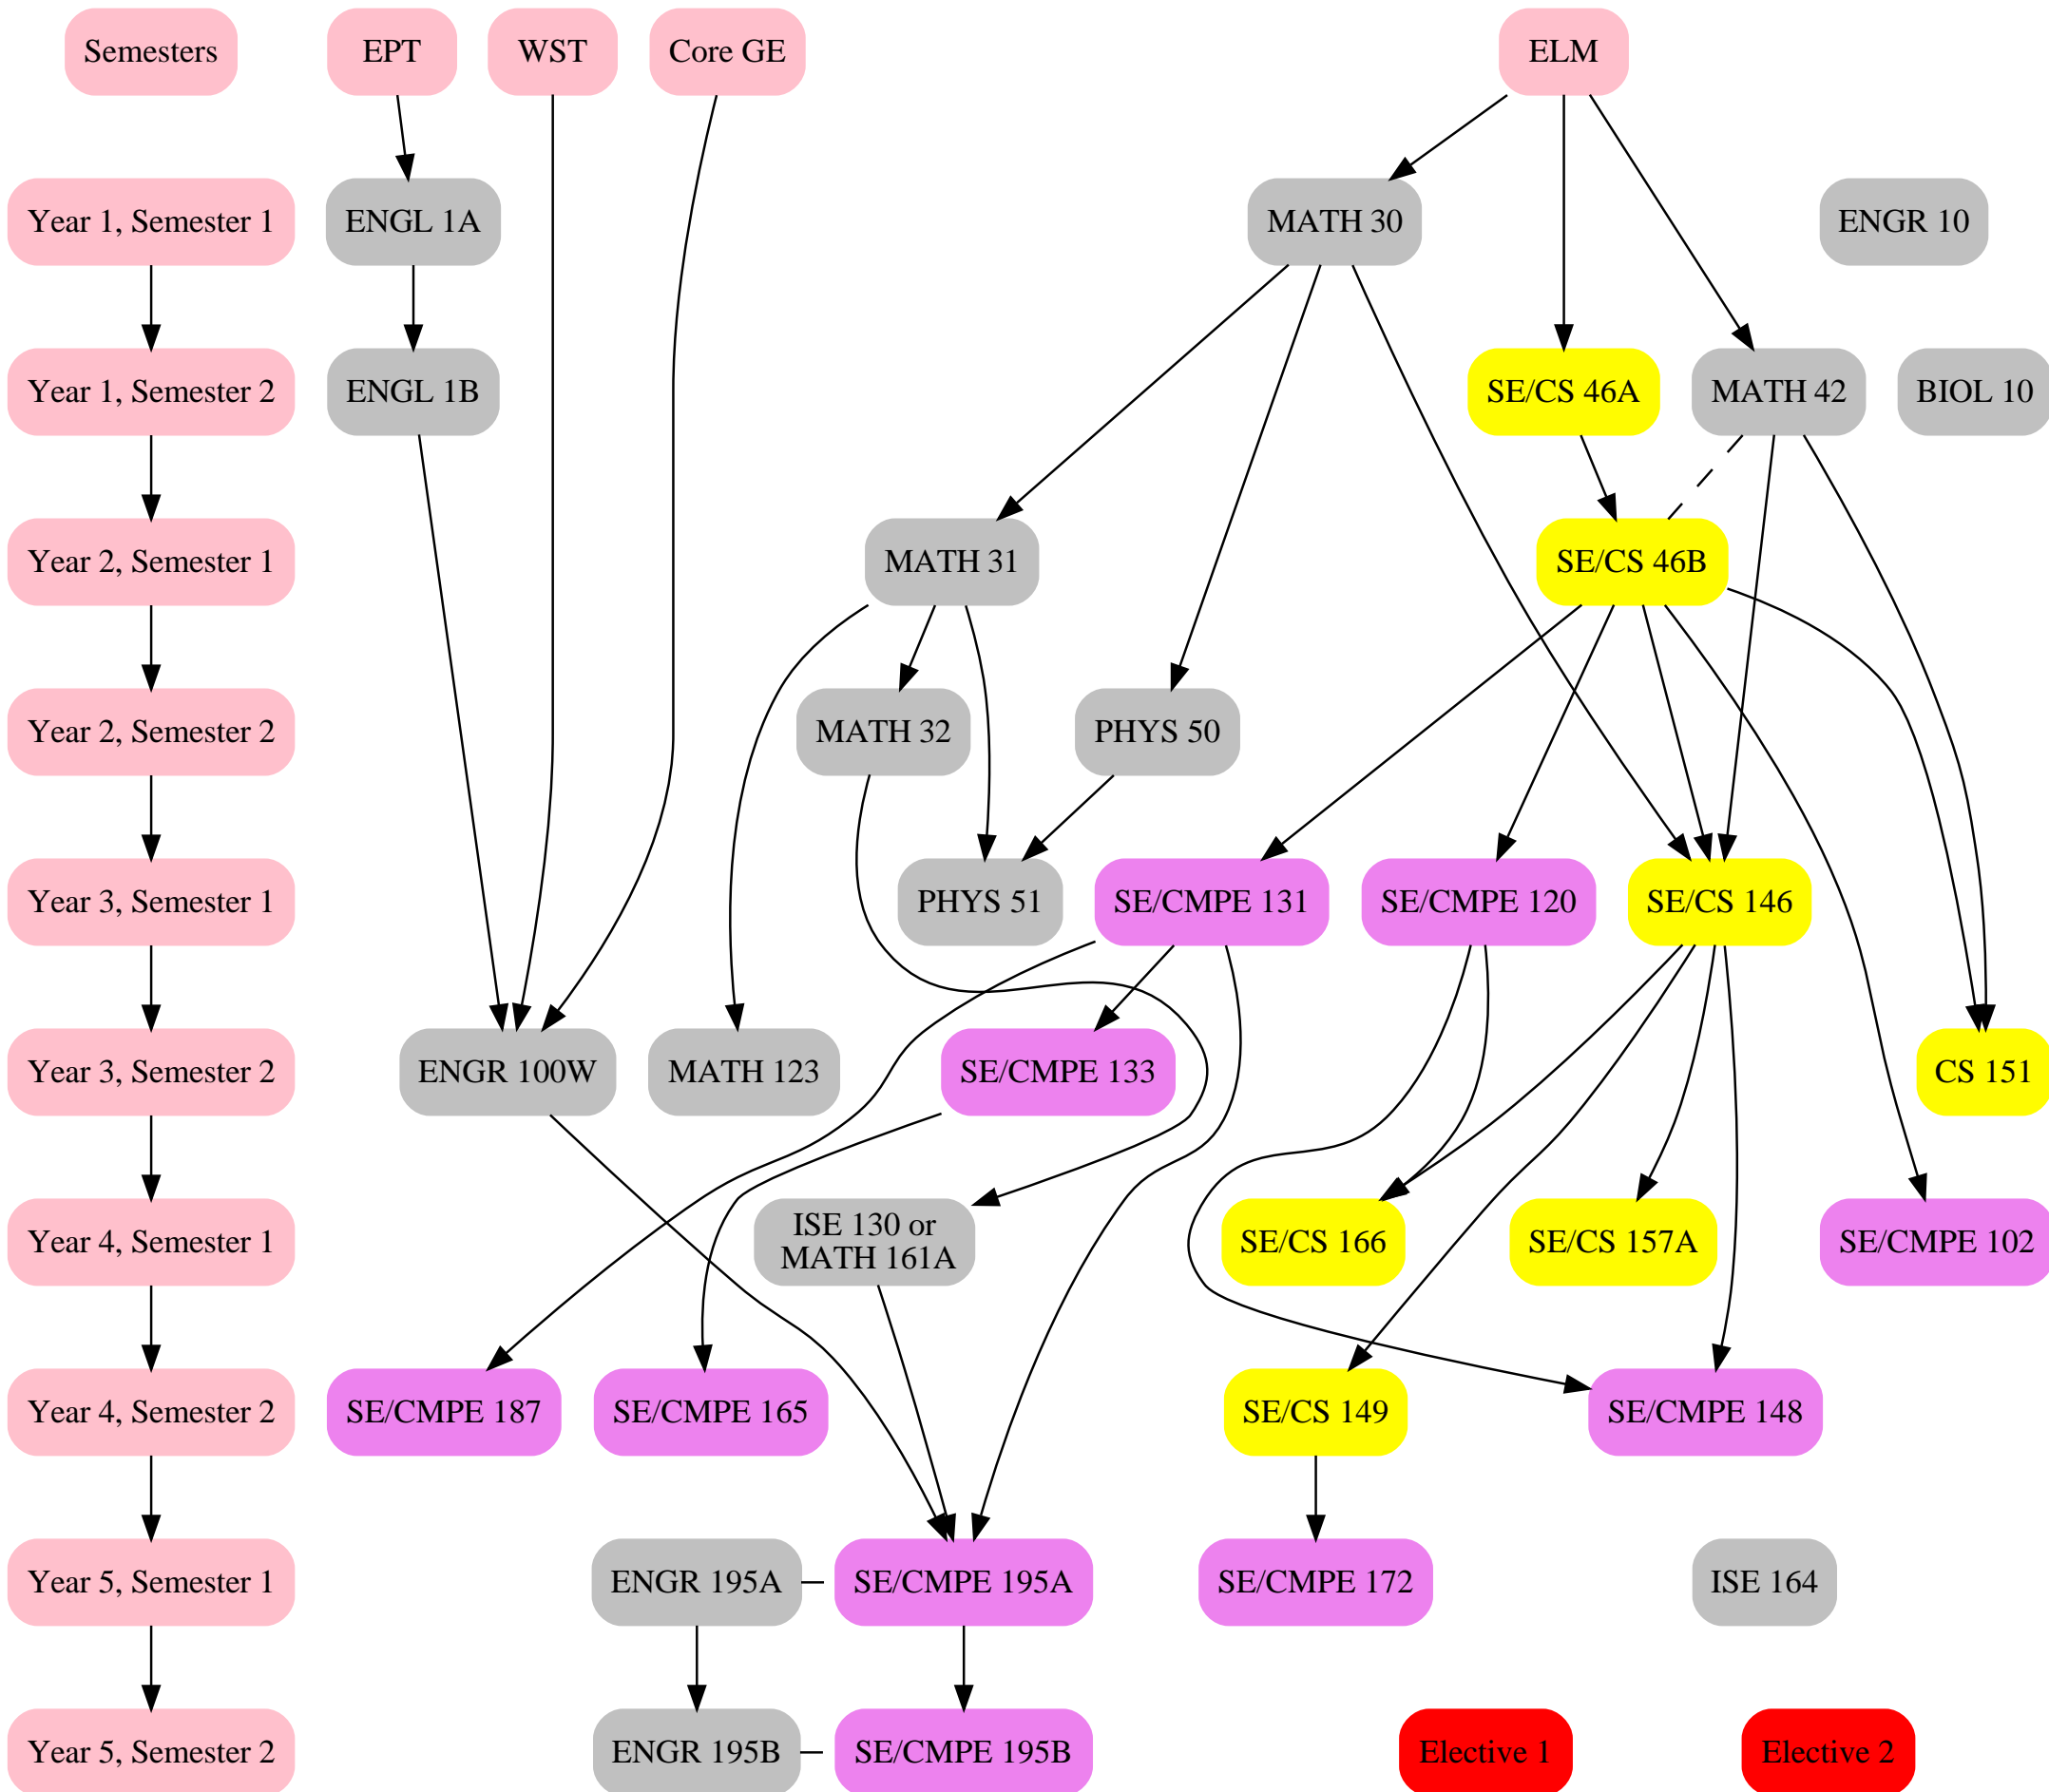 Semesters
EPT
WST
Core GE
ELM
Year 1, Semester 1
ENGL 1A
MATH 30
ENGR 10
Year 1, Semester 2
ENGL 1B
SE/CS 46A
MATH 42
BIOL 10
Year 2, Semester 1
MATH 31
SE/CS 46B
Year 2, Semester 2
MATH 32
PHYS 50
Year 3, Semester 1
PHYS 51
SE/CMPE 131
SE/CMPE 120
SE/CS 146
Year 3, Semester 2
ENGR 100W
MATH 123
SE/CMPE 133
CS 151
Year 4, Semester 1
ISE 130 or
MATH 161A
SE/CS 166
SE/CS 157A
SE/CMPE 102
Year 4, Semester 2
SE/CMPE 187
SE/CMPE 165
SE/CS 149
SE/CMPE 148
Year 5, Semester 1
ENGR 195A
SE/CMPE 195A
SE/CMPE 172
ISE 164
Year 5, Semester 2
ENGR 195B
SE/CMPE 195B
Elective 1
Elective 2